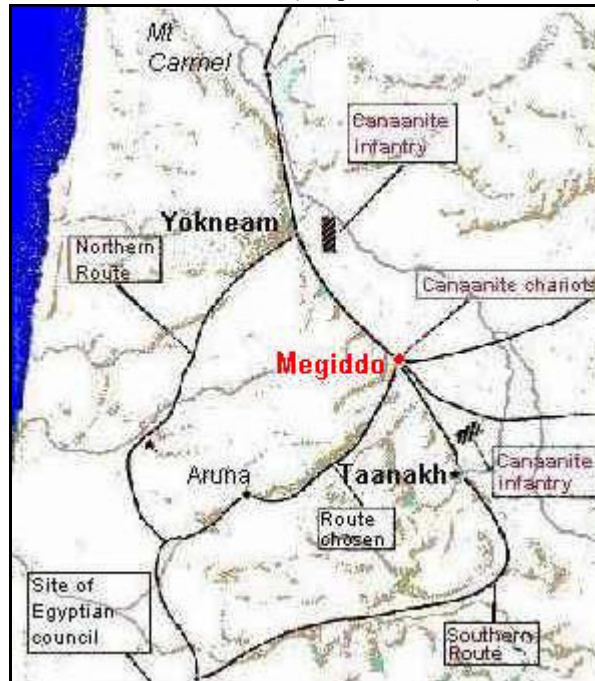 Mt
Carmel
Canaanite
infantry
Yokneam
Northern
Route
Canaanite chariots
Megiddo
Aruna
Taanakh
Canaanite
infantry
Route
chosen
Site of
Egyptian
council
Southern
Route